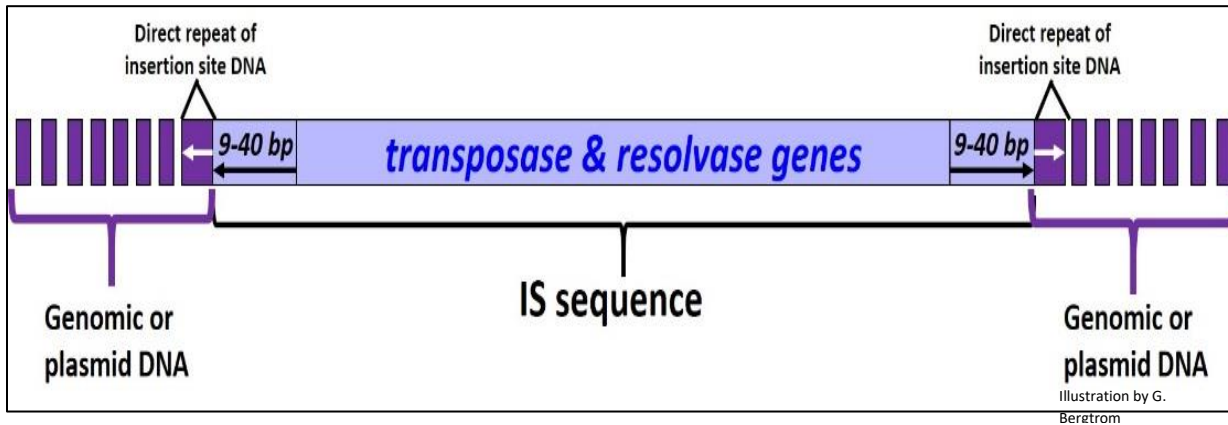 Direct repeat of
insertion site DNA
Direct repeat of
insertion site DNA
9-40 bp
transposase & resolvase genes
9-40 bp
IS sequence
Genomic or
plasmid DNA
Genomic or
plasmid DNA
Illustration by G.
Bergtrom